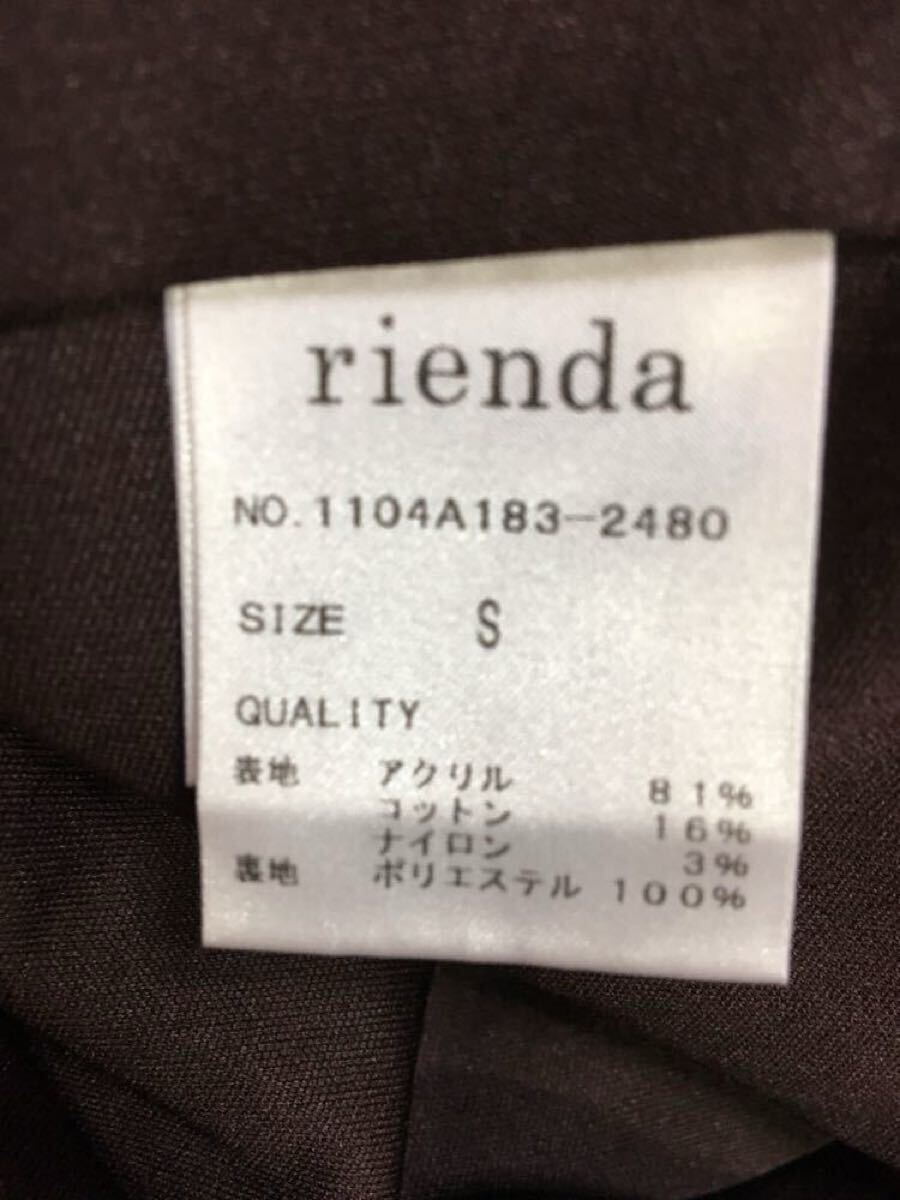 rienda
NO.1104A183-2480
SIZE S
QUALITY
表地 アクリル 81%
コットン 16%
ナイロン 3%
裏地 ポリエステル 100%